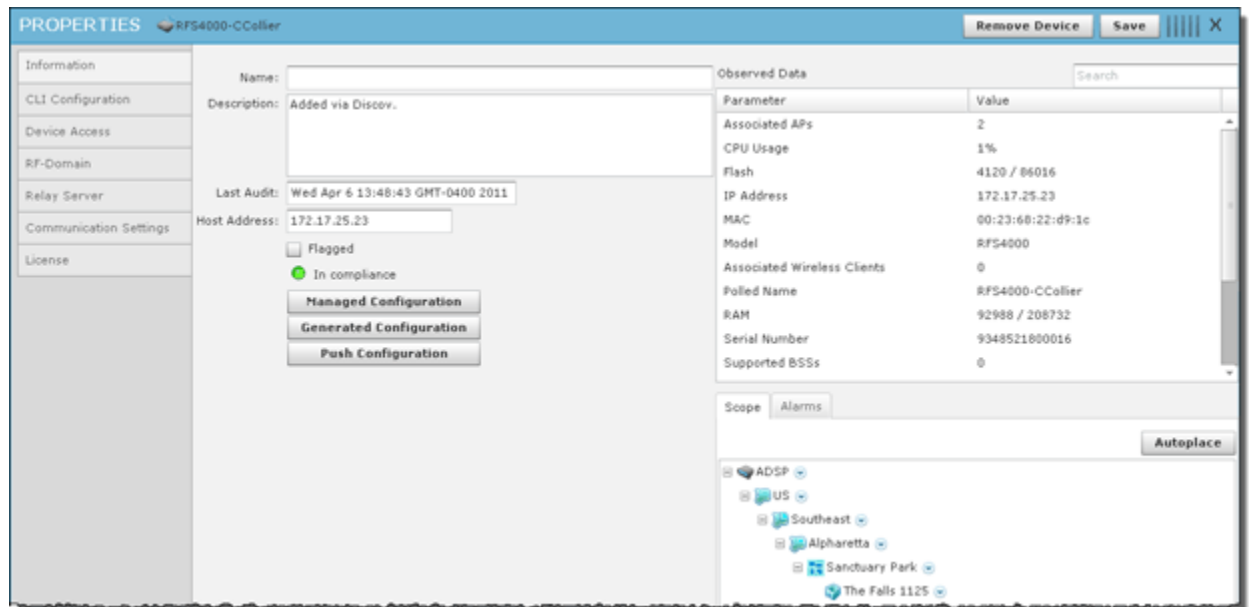 PROPERTIES RFS4000-CCollier Remove Device Save X
Information
CLI Configuration
Device Access
RF-Domain
Relay Server
Communication Settings
License
Name:
Description: Added via Discov.
Last Audit: Wed Apr 6 13:48:43 GMT-0400 2011
Host Address: 172.17.25.23
Flagged
In compliance
Managed Configuration
Generated Configuration
Push Configuration
Observed Data Search
Parameter Value
Associated APs 2
CPU Usage 1%
Flash 4120 / 86016
IP Address 172.17.25.23
MAC 00:23:68:22:d9:1c
Model RFS4000
Associated Wireless Clients 0
Polled Name RFS4000-CCollier
RAM 92988 / 208732
Serial Number 9348521800016
Supported BSSs 0
Scope Alarms
Autoplace
ADSP
US
Southeast
Alpharetta
Sanctuary Park
The Falls 1125